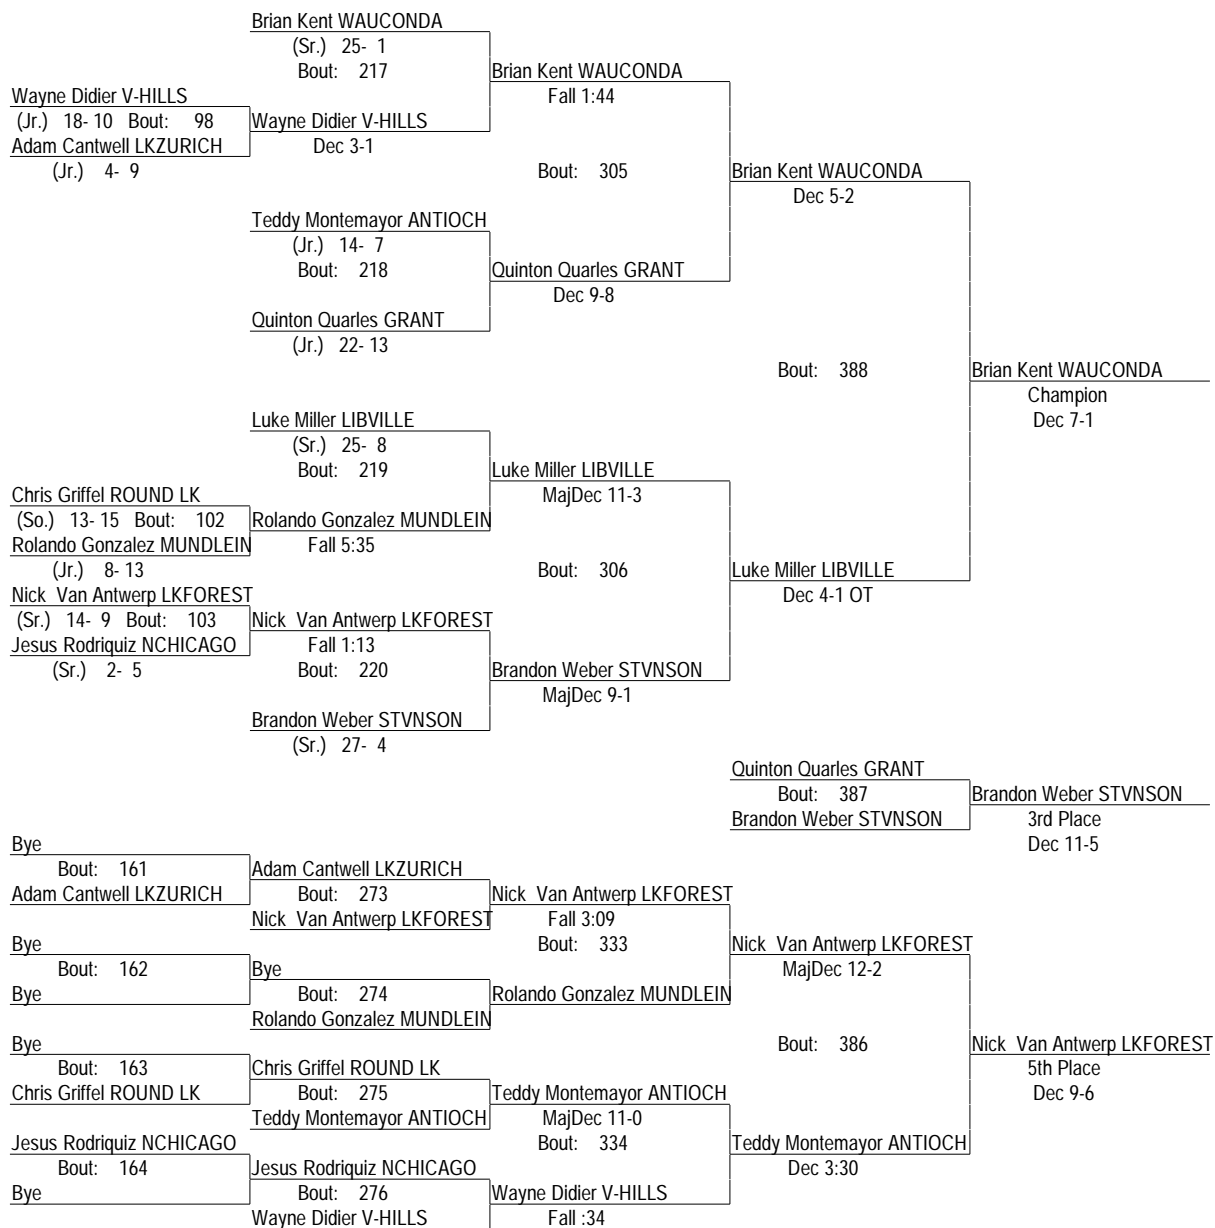 Brian Kent WAUCONDA
(Sr.) 25- 1
Bout: 217
Brian Kent WAUCONDA
Wayne Didier V-HILLS
Fall 1:44
(Jr.) 18- 10 Bout: 98
Wayne Didier V-HILLS
Adam Cantwell LKZURICH
Dec 3-1
(Jr.) 4- 9
Bout: 305
Brian Kent WAUCONDA
Dec 5-2
Teddy Montemayor ANTIOCH
(Jr.) 14- 7
Bout: 218
Quinton Quarles GRANT
Dec 9-8
Quinton Quarles GRANT
(Jr.) 22- 13
Bout: 388
Brian Kent WAUCONDA
Champion
Dec 7-1
Luke Miller LIBVILLE
(Sr.) 25- 8
Bout: 219
Luke Miller LIBVILLE
Chris Griffel ROUND LK
MajDec 11-3
(So.) 13- 15 Bout: 102
Rolando Gonzalez MUNDLEIN
Rolando Gonzalez MUNDLEIN
Fall 5:35
(Jr.) 8- 13
Bout: 306
Luke Miller LIBVILLE
Nick Van Antwerp LKFOREST
Dec 4-1 OT
(Sr.) 14- 9 Bout: 103
Nick Van Antwerp LKFOREST
Jesus Rodriquiz NCHICAGO
Fall 1:13
(Sr.) 2- 5
Bout: 220
Brandon Weber STVNSON
MajDec 9-1
Brandon Weber STVNSON
(Sr.) 27- 4
Quinton Quarles GRANT
Bout: 387
Brandon Weber STVNSON
Brandon Weber STVNSON
3rd Place
Dec 11-5
Bye
Bout: 161
Adam Cantwell LKZURICH
Adam Cantwell LKZURICH
Bout: 273
Nick Van Antwerp LKFOREST
Nick Van Antwerp LKFOREST
Fall 3:09
Bye
Bout: 333
Nick Van Antwerp LKFOREST
Bout: 162
Bye
MajDec 12-2
Bye
Bout: 274
Rolando Gonzalez MUNDLEIN
Rolando Gonzalez MUNDLEIN
Bye
Bout: 386
Nick Van Antwerp LKFOREST
Bout: 163
Chris Griffel ROUND LK
5th Place
Chris Griffel ROUND LK
Bout: 275
Teddy Montemayor ANTIOCH
Dec 9-6
Teddy Montemayor ANTIOCH
MajDec 11-0
Jesus Rodriquiz NCHICAGO
Bout: 334
Teddy Montemayor ANTIOCH
Bout: 164
Jesus Rodriquiz NCHICAGO
Dec 3:30
Bye
Bout: 276
Wayne Didier V-HILLS
Wayne Didier V-HILLS
Fall :34